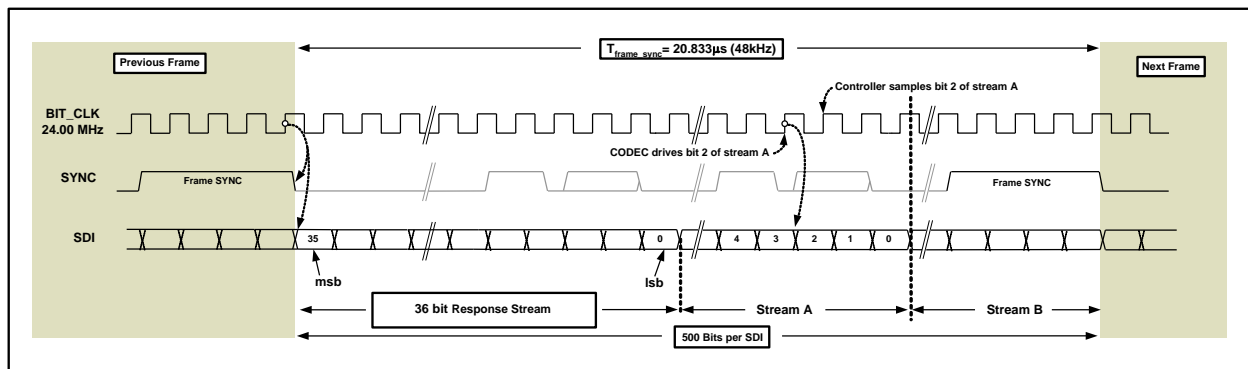 T frame_sync = 20.833µs (48kHz)
Previous Frame
Next Frame
BIT_CLK
24.00 MHz
Controller samples bit 2 of stream A
CODEC drives bit 2 of stream A
SYNC
Frame SYNC
Frame SYNC
SDI
35
0
4
3
2
1
0
msb
lsb
36 bit Response Stream
Stream A
Stream B
500 Bits per SDI